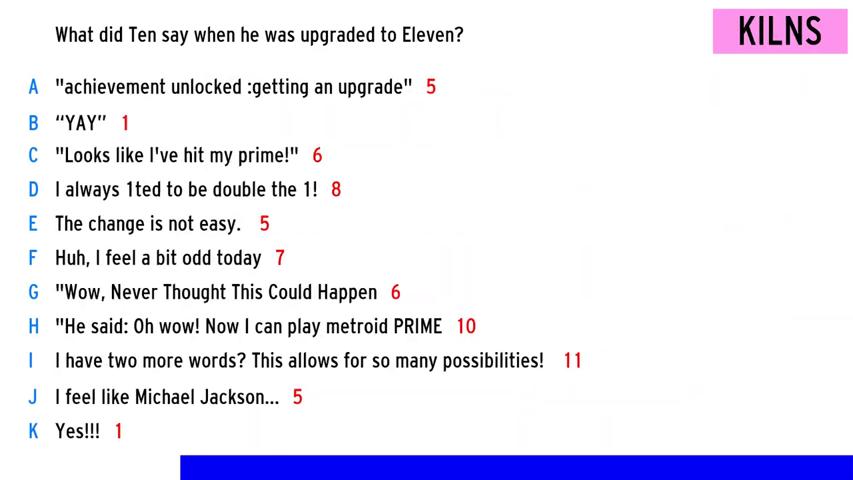 What did Ten say when he was upgraded to Eleven?
KILNS
A "achievement unlocked :getting an upgrade" 5
B “YAY” 1
C "Looks like I've hit my prime!" 6
D I always 1ted to be double the 1! 8
E The change is not easy. 5
F Huh, I feel a bit odd today 7
G "Wow, Never Thought This Could Happen 6
H "He said: Oh wow! Now I can play metroid PRIME 10
I I have two more words? This allows for so many possibilities! 11
J I feel like Michael Jackson... 5
K Yes!!! 1